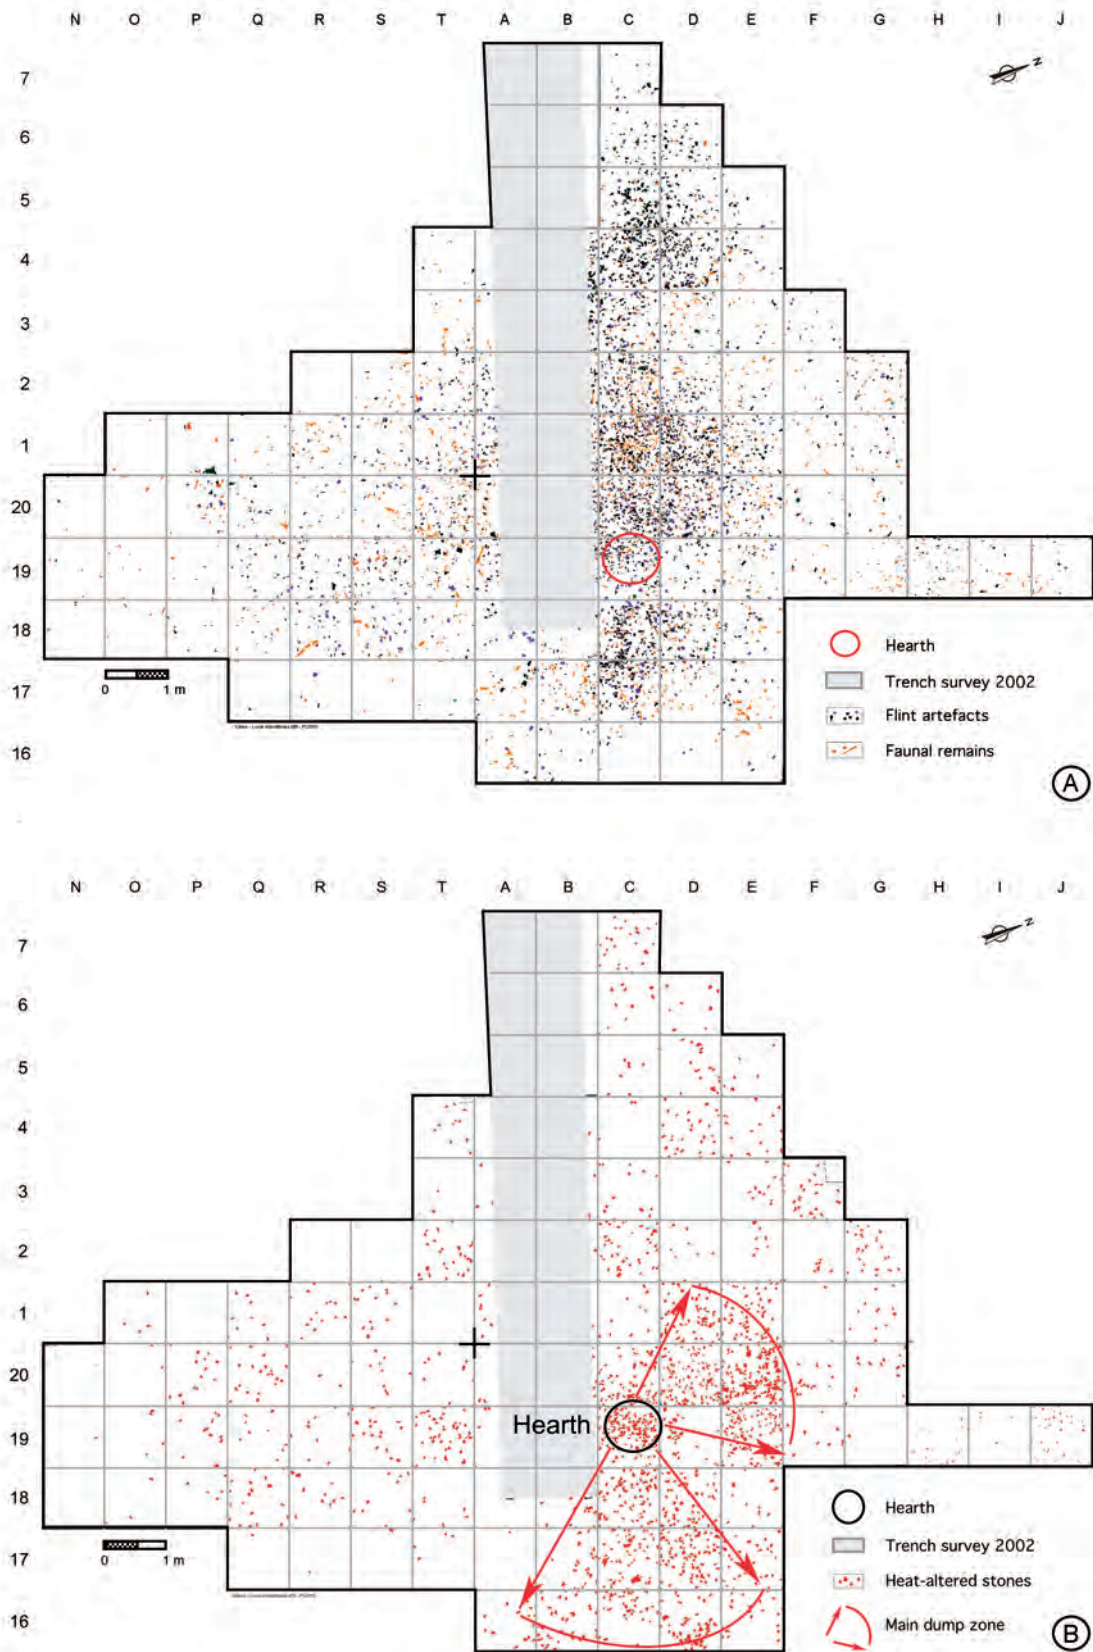 N O P Q R S T A B C D E F G H I J
7
N
6
5
4
3
2
1
20
19
18
Hearth
17
0 1 m
Trench survey 2002
Flint artefacts
16
Faunal remains
A
N O P Q R S T A B C D E F G H I J
7
N
6
5
4
3
2
1
20
19
Hearth
18
Hearth
17
0 1 m
Trench survey 2002
Heat-altered stones
16
Main dump zone
B